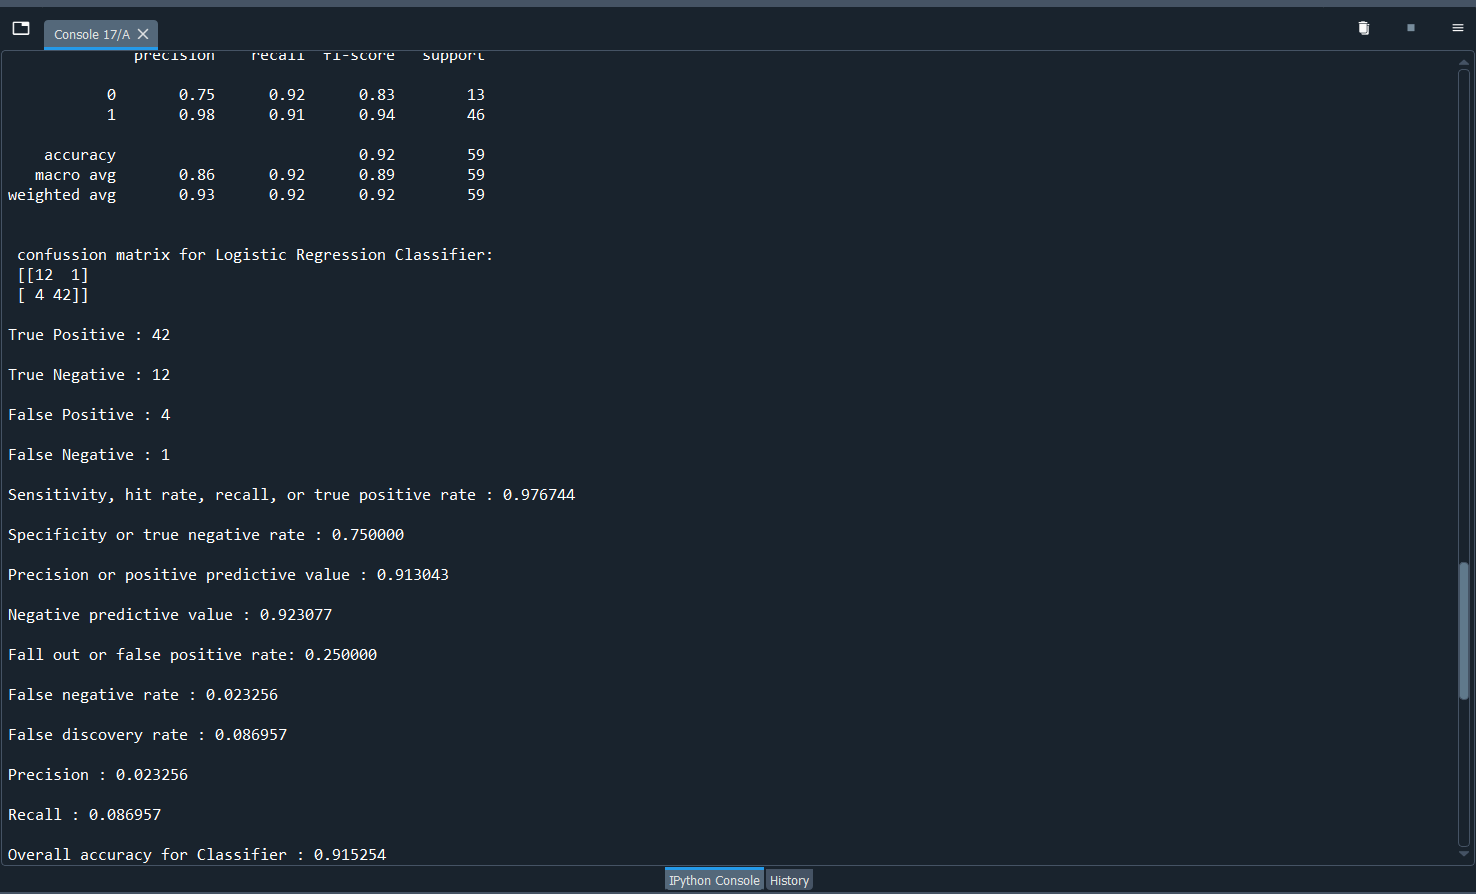 Console 17/A
precision recall f1-score support
0 0.75 0.92 0.83 13
1 0.98 0.91 0.94 46
accuracy 0.92 59
macro avg 0.86 0.92 0.89 59
weighted avg 0.93 0.92 0.92 59
confussion matrix for Logistic Regression Classifier:
[[12  1]
[ 4 42]]
True Positive : 42
True Negative : 12
False Positive : 4
False Negative : 1
Sensitivity, hit rate, recall, or true positive rate : 0.976744
Specificity or true negative rate : 0.750000
Precision or positive predictive value : 0.913043
Negative predictive value : 0.923077
Fall out or false positive rate: 0.250000
False negative rate : 0.023256
False discovery rate : 0.086957
Precision : 0.023256
Recall : 0.086957
Overall accuracy for Classifier : 0.915254
IPython Console History